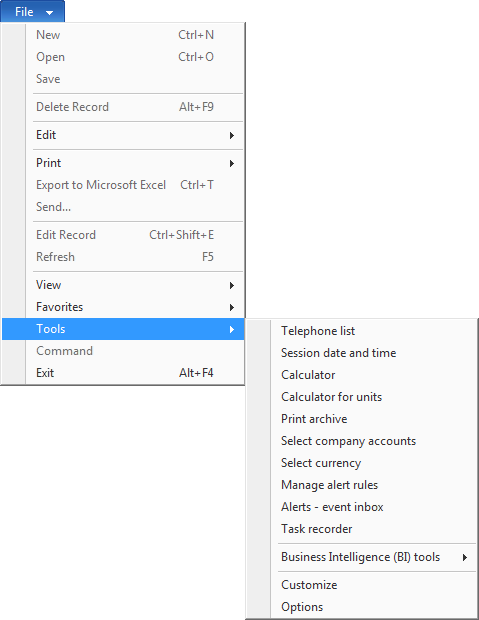 File
New Ctrl+N
Open Ctrl+O
Save
Delete Record Alt+F9
Edit
Print
Export to Microsoft Excel Ctrl+T
Send...
Edit Record Ctrl+Shift+E
Refresh F5
View
Favorites
Tools
Command
Exit Alt+F4
Telephone list
Session date and time
Calculator
Calculator for units
Print archive
Select company accounts
Select currency
Manage alert rules
Alerts - event inbox
Task recorder
Business Intelligence (BI) tools
Customize
Options